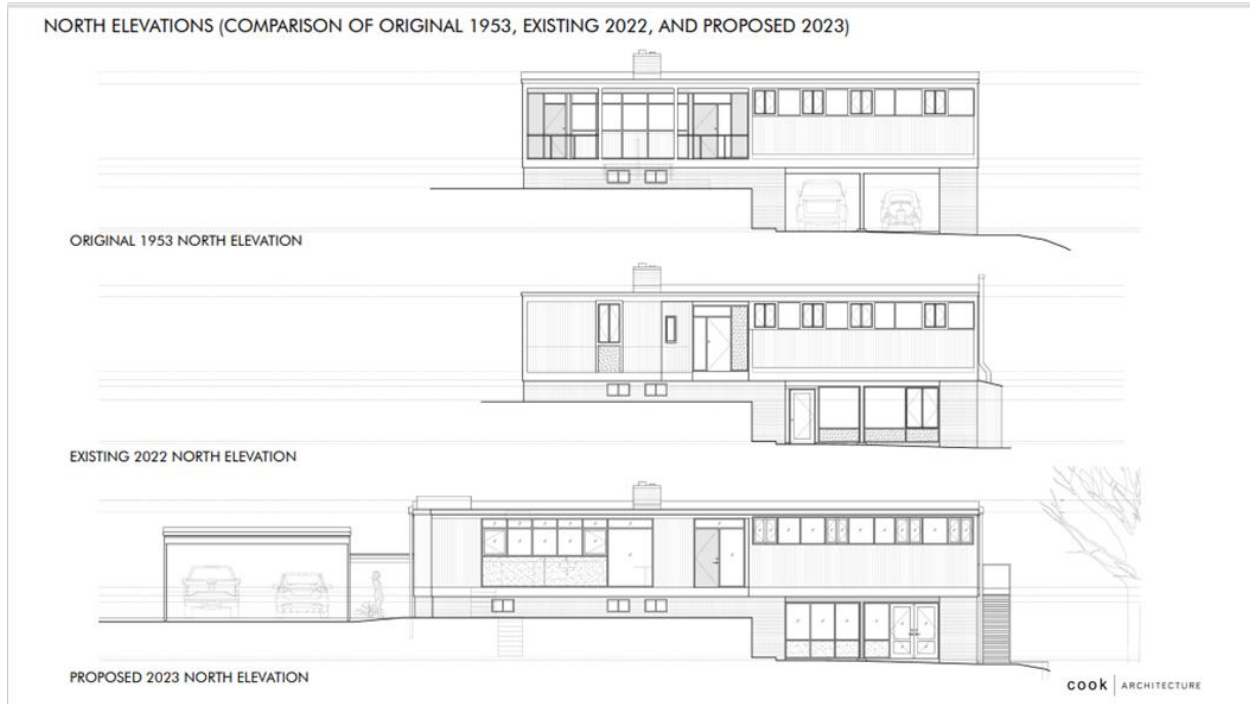 NORTH ELEVATIONS (COMPARISON OF ORIGINAL 1953, EXISTING 2022, AND PROPOSED 2023)
ORIGINAL 1953 NORTH ELEVATION
EXISTING 2022 NORTH ELEVATION
PROPOSED 2023 NORTH ELEVATION
cook | ARCHITECTURE